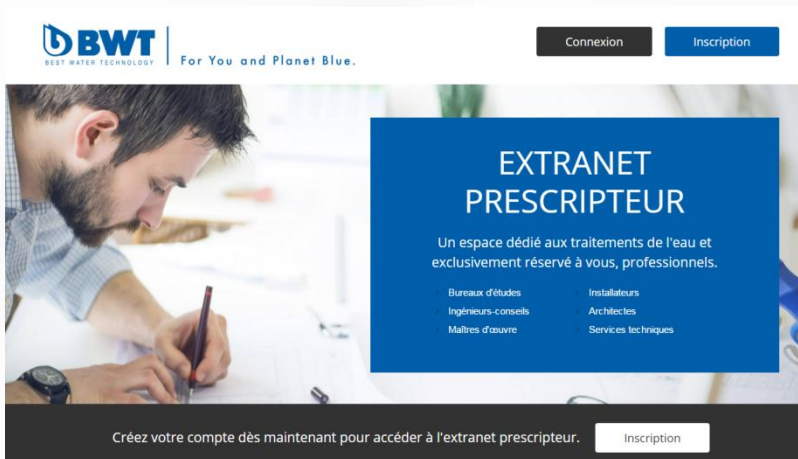 BWT
BEST WATER TECHNOLOGY
For You and Planet Blue.
Connexion
Inscription
EXTRANET
PRESCRIPTEUR
Un espace dédié aux traitements de l'eau et
exclusivement réservé à vous, professionnels.
Bureaux d'études
Ingénieurs-conseils
Maîtres d'œuvre
Installateurs
Architectes
Services techniques
Créez votre compte dès maintenant pour accéder à l'extranet prescripteur.
Inscription